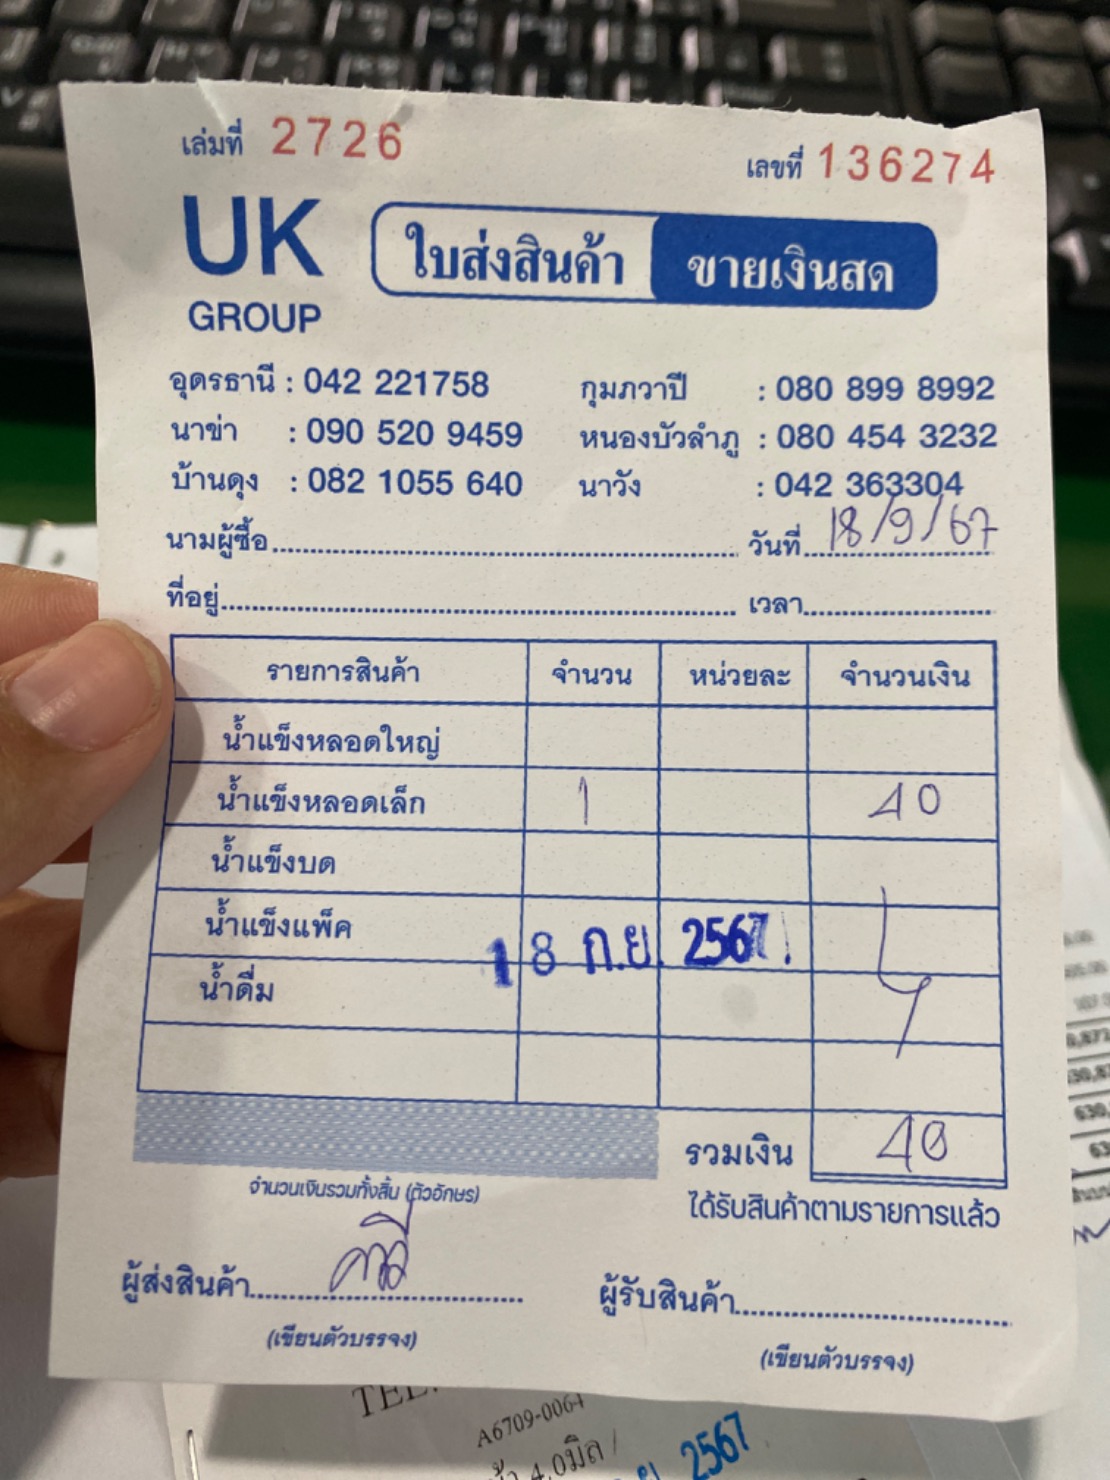 เล่มที่ 2726
เลขที่ 136274
UK
GROUP
ใบส่งสินค้า ขายเงินสด
อุดรธานี : 042 221758 กุมภวาปี : 080 899 8992
นาข่า : 090 520 9459 หนองบัวลำภู : 080 454 3232
บ้านดุง : 082 1055 640 นาวัง : 042 363304
นามผู้ซื้อ วันที่ 18/9/67
ที่อยู่ เวลา
รายการสินค้า จำนวน หน่วยละ จำนวนเงิน
น้ำแข็งหลอดใหญ่
น้ำแข็งหลอดเล็ก 1 40
น้ำแข็งบด
น้ำแข็งแพ็ค
18 ก.ย. 2567
น้ำดื่ม
รวมเงิน 40
จำนวนเงินรวมทั้งสิ้น (ตัวอักษร)
ได้รับสินค้าตามรายการแล้ว
ผู้ส่งสินค้า ผู้รับสินค้า
(เขียนตัวบรรจง) (เขียนตัวบรรจง)
TEL.
A6709-0064
4.0มิล /
2567